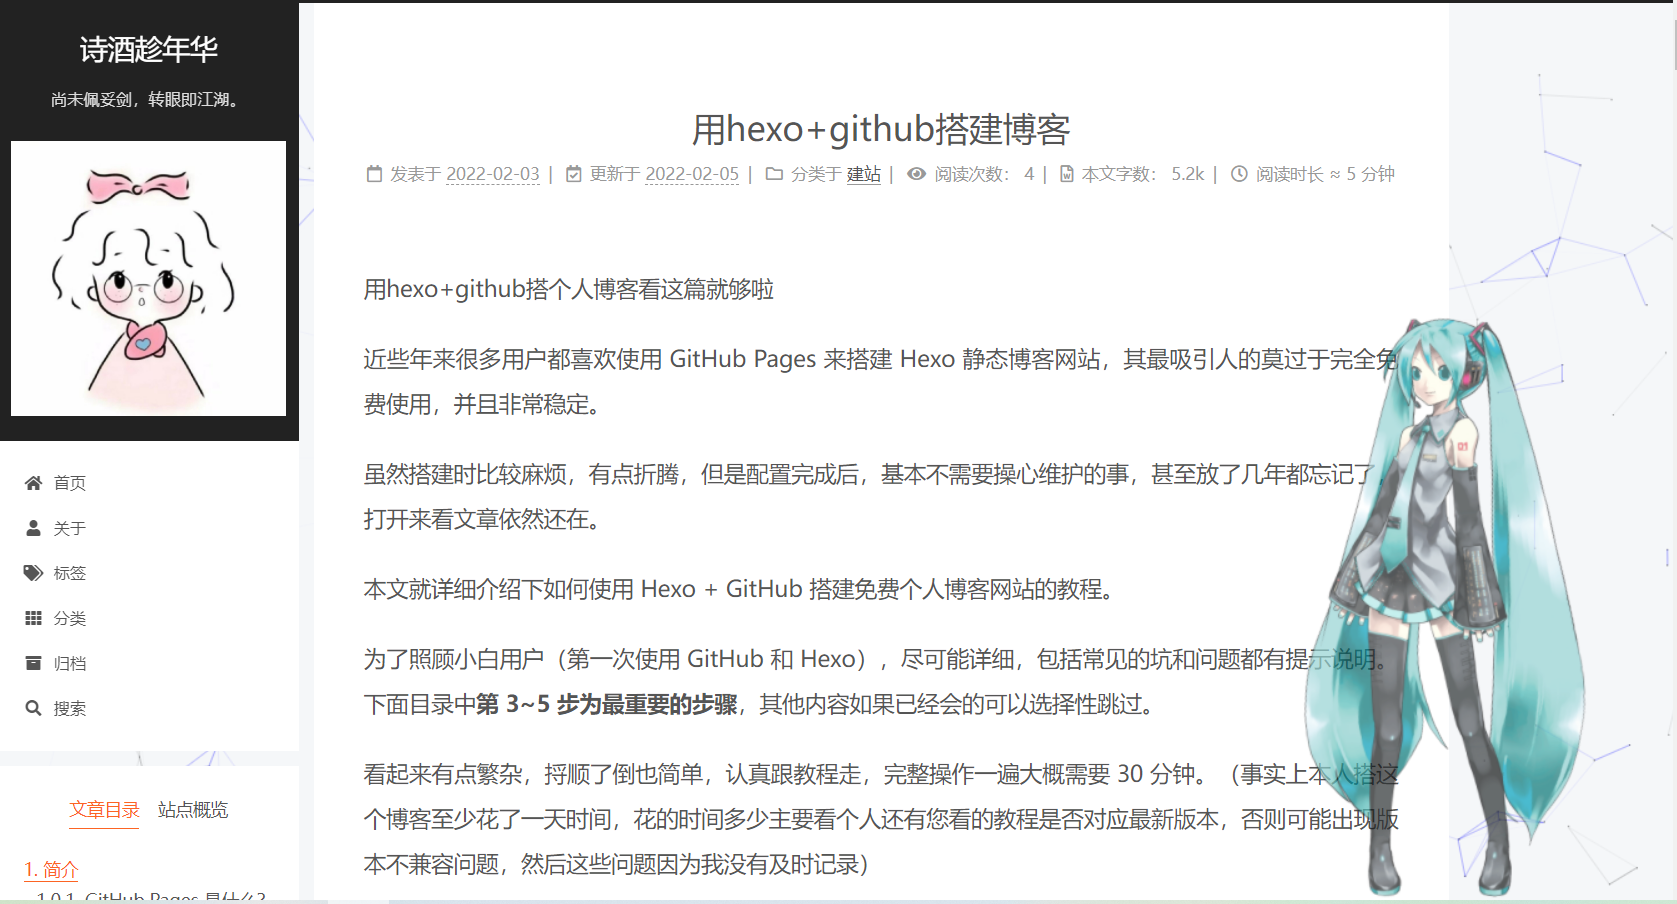 诗酒趁年华
尚未佩妥剑，转眼即江湖。
首页
关于
标签
分类
归档
搜索
文章目录 站点概览
1. 简介
1.0.1. GitHub Pages 是什么？
用hexo+github搭建博客
发表于 2022-02-03 | 更新于 2022-02-05 | 分类于 建站 | 阅读次数： 4 | 本文字数： 5.2k | 阅读时长 ≈ 5 分钟
用hexo+github搭个人博客看这篇就够啦
近些年来很多用户都喜欢使用 GitHub Pages 来搭建 Hexo 静态博客网站，其最吸引人的莫过于完全免
费使用，并且非常稳定。
虽然搭建时比较麻烦，有点折腾，但是配置完成后，基本不需要操心维护的事，甚至放了几年都忘记了，
打开来看文章依然还在。
本文就详细介绍下如何使用 Hexo + GitHub 搭建免费个人博客网站的教程。
为了照顾小白用户（第一次使用 GitHub 和 Hexo），尽可能详细，包括常见的坑和问题都有提示说明。
下面目录中第 3~5 步为最重要的步骤，其他内容如果已经会的可以选择性跳过。
看起来有点繁杂，捋顺了倒也简单，认真跟教程走，完整操作一遍大概需要 30 分钟。（事实上本人搭这
个博客至少花了一天时间，花的时间多少主要看个人还有您看的教程是否对应最新版本，否则可能出现版
本不兼容问题，然后这些问题因为我没有及时记录）
01